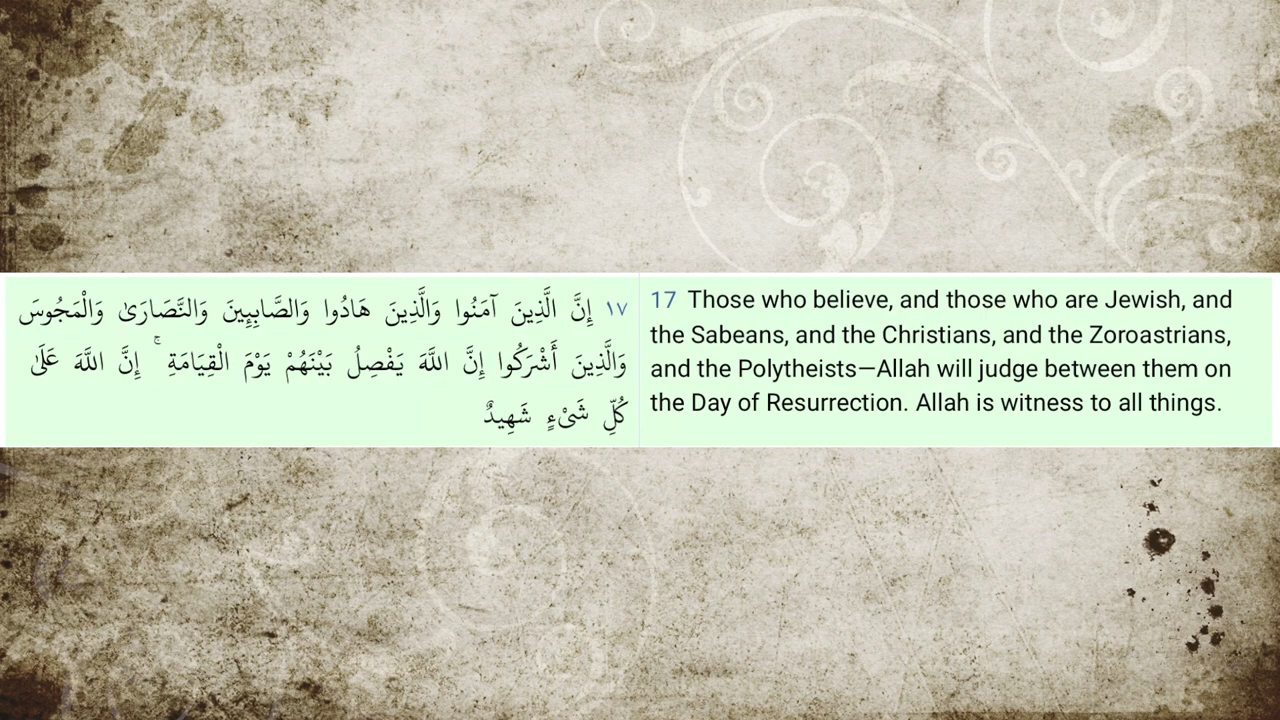 ١٧ إِنَّ الَّذِينَ آمَنُوا وَالَّذِينَ هَادُوا وَالصَّابِئِينَ وَالنَّصَارَىٰ وَالْمَجُوسَ
وَالَّذِينَ أَشْرَكُوا إِنَّ اللَّهَ يَفْصِلُ بَيْنَهُمْ يَوْمَ الْقِيَامَةِ ۚ إِنَّ اللَّهَ عَلَىٰ
كُلِّ شَيْءٍ شَهِيدٌ
17 Those who believe, and those who are Jewish, and
the Sabeans, and the Christians, and the Zoroastrians,
and the Polytheists—Allah will judge between them on
the Day of Resurrection. Allah is witness to all things.